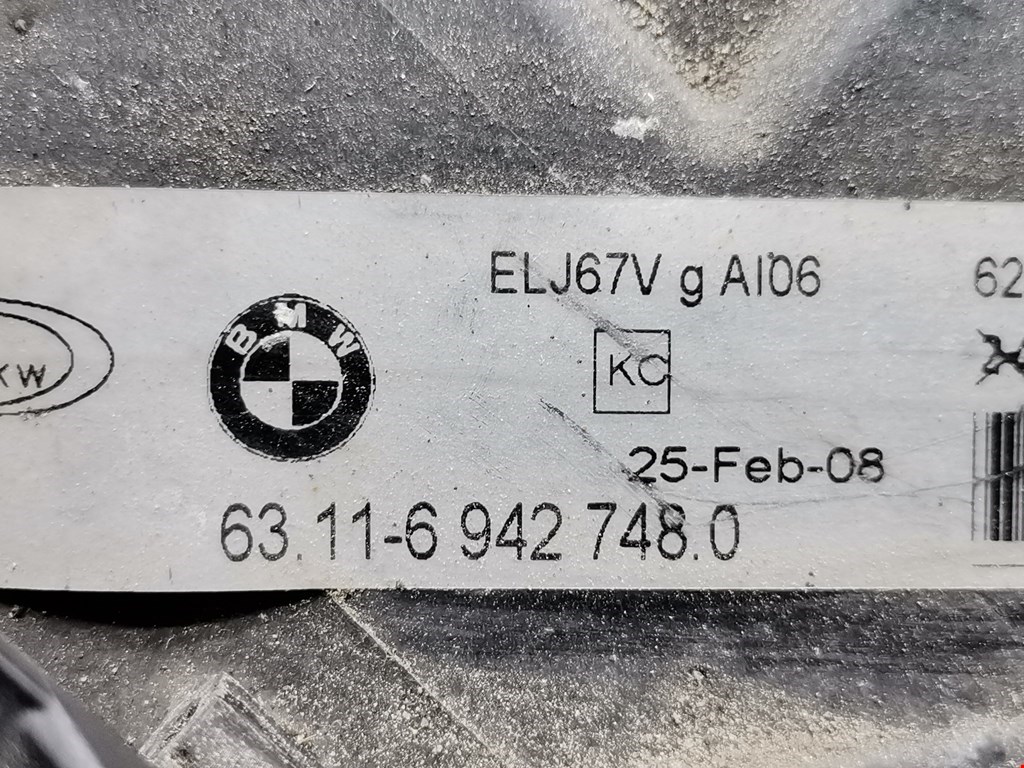 ELJ67V g AI06
62
BMW
KC
KW
25-Feb-08
63.11-6 942 748.0